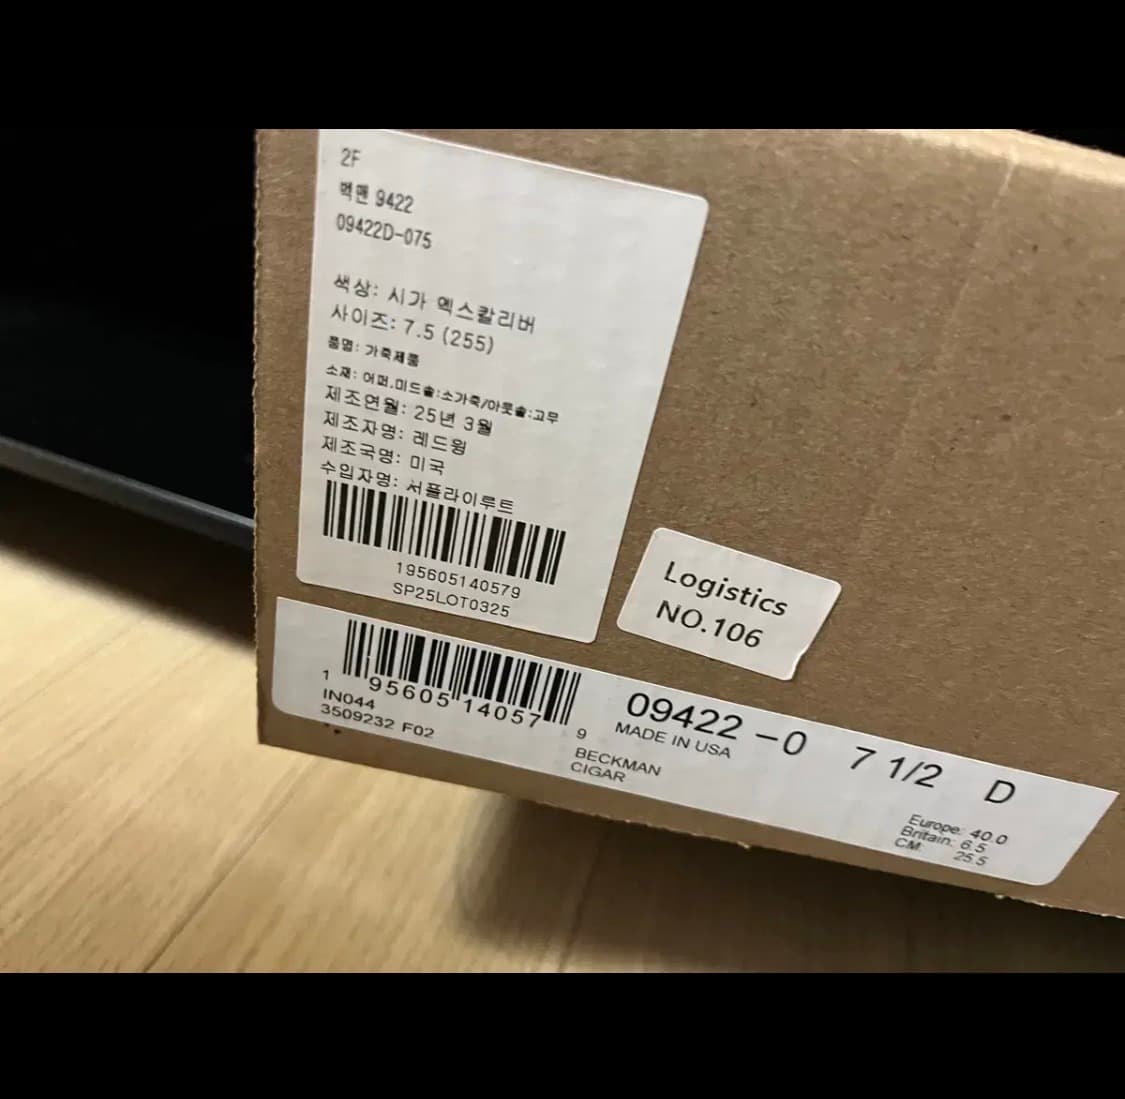 2F
벅맨 9422
09422D-075
색상: 시가 엑스칼리버
사이즈: 7.5 (255)
품명: 가죽제품
소재: 어퍼.미드솔:소가죽/아웃솔:고무
제조연월: 25년 3월
제조자명: 레드윙
제조국명: 미국
수입자명: 서플라이루트
195605140579
SP25LOT0325
Logistics
NO.106
1 95605 14057 9
IN044
3509232 F02
09422 -0 7 1/2 D
MADE IN USA
BECKMAN
CIGAR
Europe: 40.0
Britain: 6.5
CM: 25.5